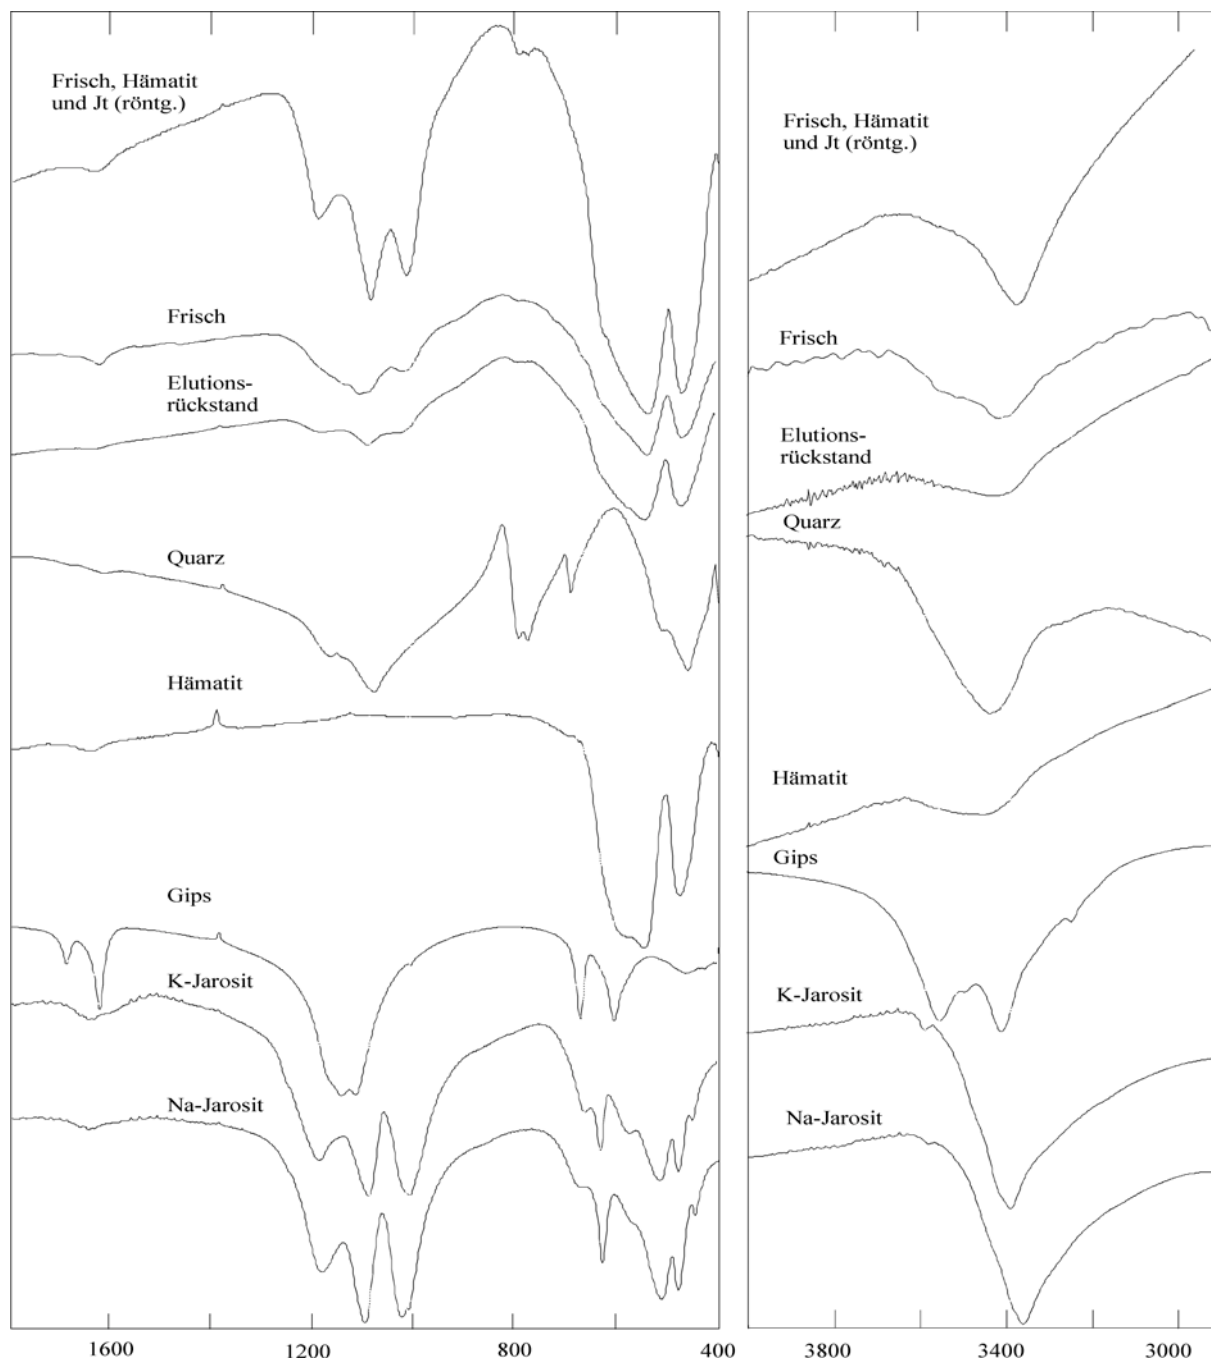 Frisch, Hämatit
und Jt (röntg.)
Frisch
Elutions-
rückstand
Quarz
Hämatit
Gips
K-Jarosit
Na-Jarosit
1600
1200
800
400
Frisch, Hämatit
und Jt (röntg.)
Frisch
Elutions-
rückstand
Quarz
Hämatit
Gips
K-Jarosit
Na-Jarosit
3800
3400
3000